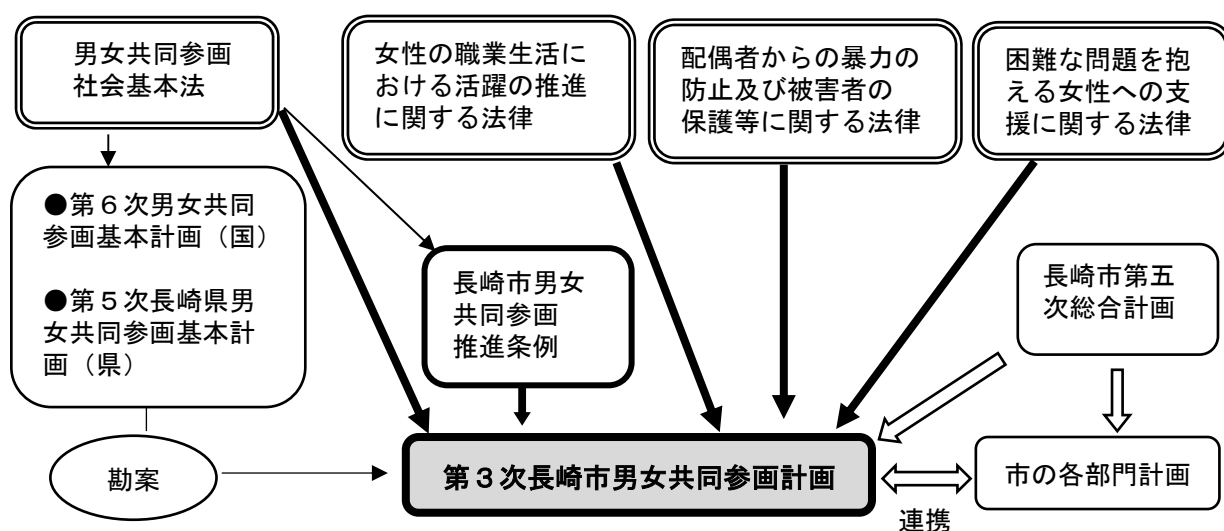 男女共同参画
社会基本法
女性の職業生活に
おける活躍の推進
に関する法律
配偶者からの暴力の
防止及び被害者の
保護等に関する法律
困難な問題を抱
える女性への支
援に関する法律
●第６次男女共同
参画基本計画（国）
●第５次長崎県男
女共同参画基本計
画（県）
長崎市男女
共同参画
推進条例
長崎市第五
次総合計画
勘案
第３次長崎市男女共同参画計画
市の各部門計画
連携